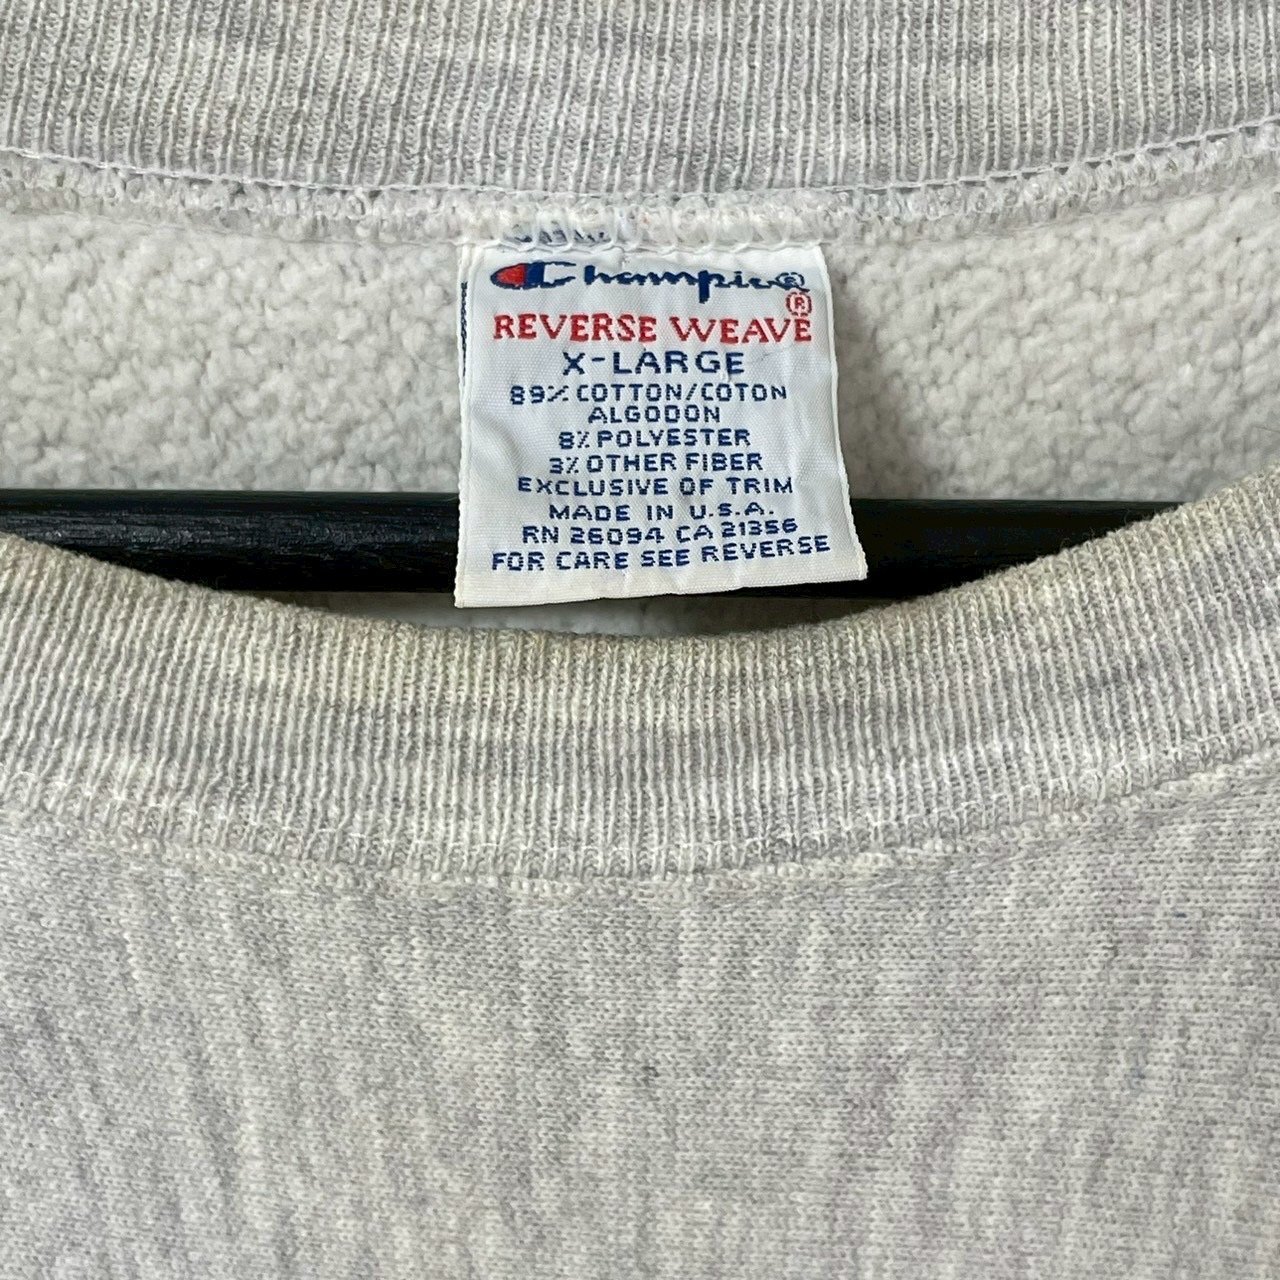 Champion®
REVERSE WEAVE®
X-LARGE
89% COTTON/COTON
ALGODON
8% POLYESTER
3% OTHER FIBER
EXCLUSIVE OF TRIM
MADE IN U.S.A.
RN 26094 CA 21356
FOR CARE SEE REVERSE